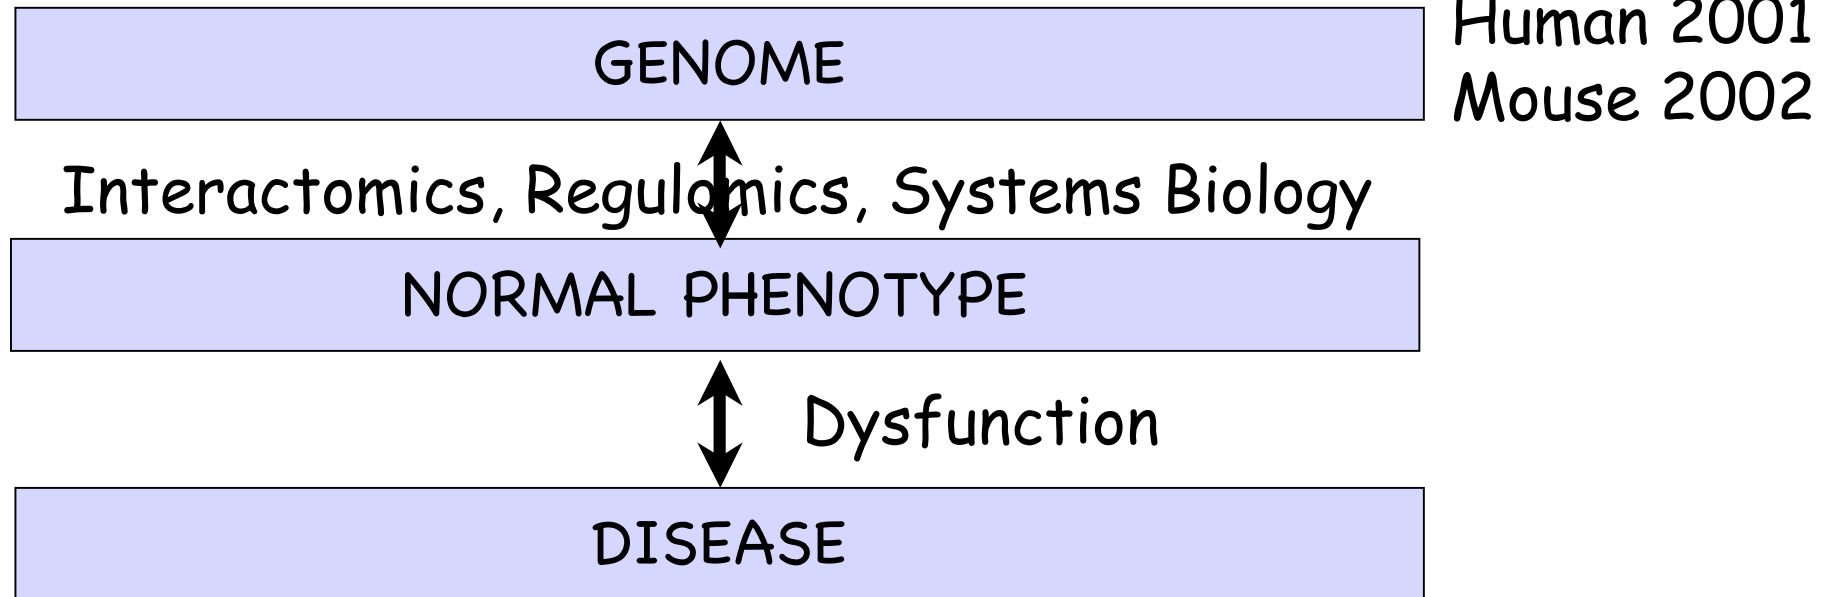 GENOME
Human 2001
Mouse 2002
Interactomics, Regulomics, Systems Biology
NORMAL PHENOTYPE
Dysfunction
DISEASE